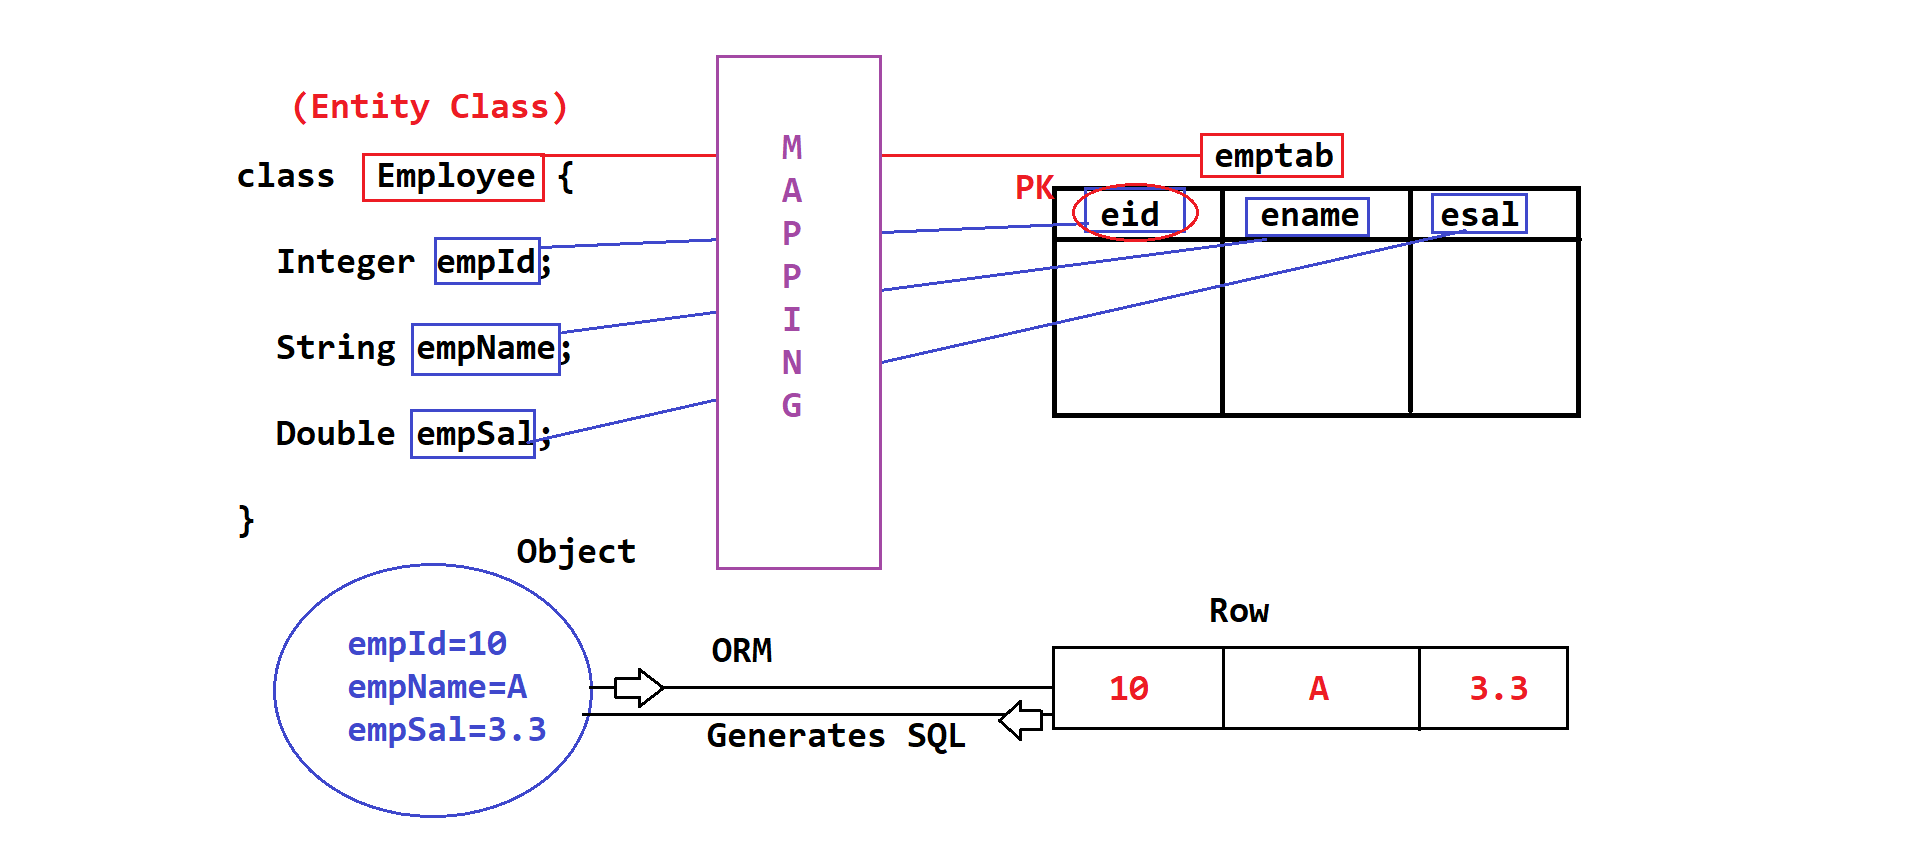 (Entity Class)
class Employee {
Integer empId;
String empName;
Double empSal;
}
M
A
P
P
I
N
G
emptab
PK
eid ename esal
Object
empId=10
empName=A
empSal=3.3
ORM
Generates SQL
Row
10 A 3.3